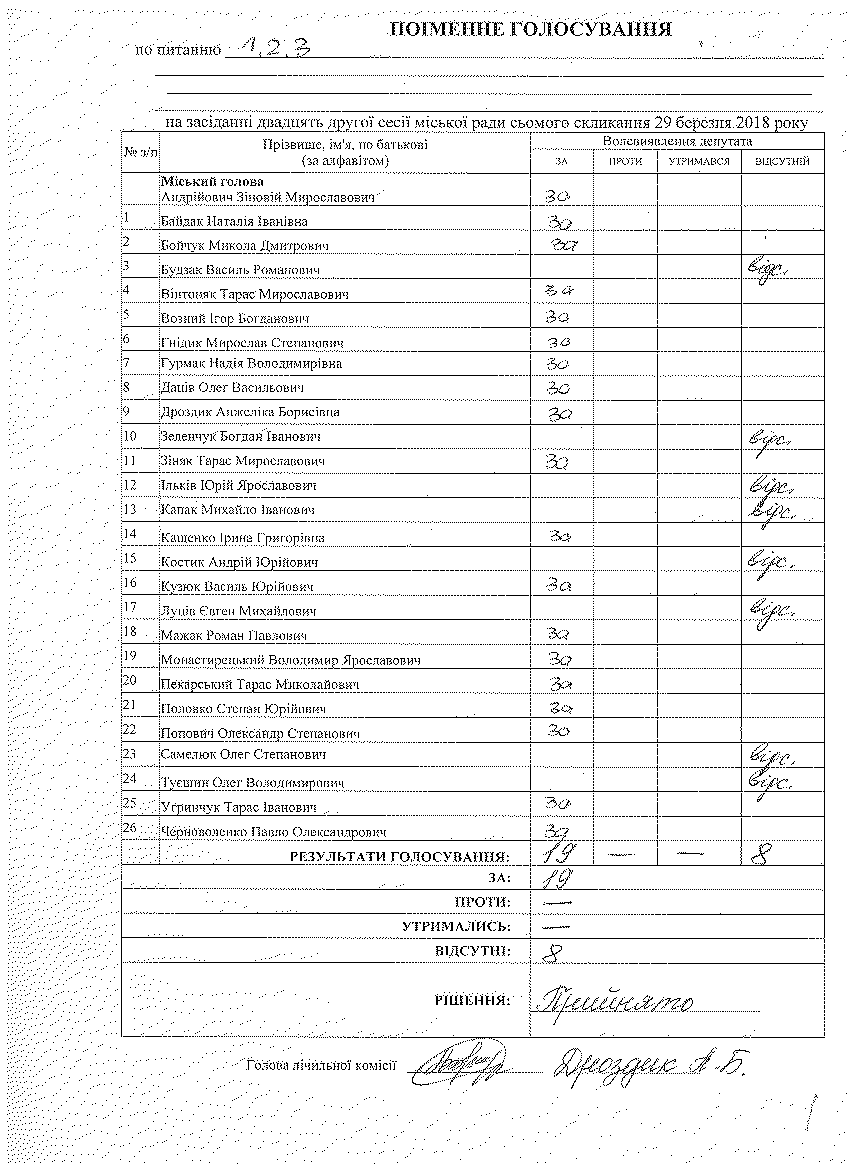 ПОІМЕННЕ ГОЛОСУВАННЯ
по питанню 1,2,3
на засіданні двадцять другої сесії міської ради сьомого скликання 29 березня 2018 року
№ з/п Прізвище, ім'я, по батькові (за алфавітом) Волевиявлення депутата
ЗА ПРОТИ УТРИМАВСЯ ВІДСУТНІЙ
Міський голова
Андрійович Зіновій Мирославович за
1 Байдак Наталія Іванівна за
2 Бойчук Микола Дмитрович за
3 Будзак Василь Романович відс.
4 Вінтоняк Тарас Мирославович за
5 Возний Ігор Богданович за
6 Гнідик Мирослав Степанович за
7 Гурмак Надія Володимирівна за
8 Даців Олег Васильович за
9 Дроздик Анжеліка Борисівна за
10 Зеленчук Богдан Іванович відс.
11 Зіняк Тарас Мирославович за
12 Ільків Юрій Ярославович відс.
13 Капак Михайло Іванович відс.
14 Кащенко Ірина Григорівна за
15 Костик Андрій Юрійович відс.
16 Кузюк Василь Юрійович за
17 Луців Євген Михайлович відс.
18 Мажак Роман Павлович за
19 Монастирецький Володимир Ярославович за
20 Пекарський Тарас Миколайович за
21 Половко Степан Юрійович за
22 Попович Олександр Степанович за
23 Самелюк Олег Степанович відс.
24 Туєшин Олег Володимирович відс.
25 Угринчук Тарас Іванович за
26 Черноволенко Павло Олександрович за
РЕЗУЛЬТАТИ ГОЛОСУВАННЯ: 19 — — 8
ЗА: 19
ПРОТИ: —
УТРИМАЛИСЬ: —
ВІДСУТНІ: 8
РІШЕННЯ: Прийнято
Голова лічильної комісії Дроздик А.Б.